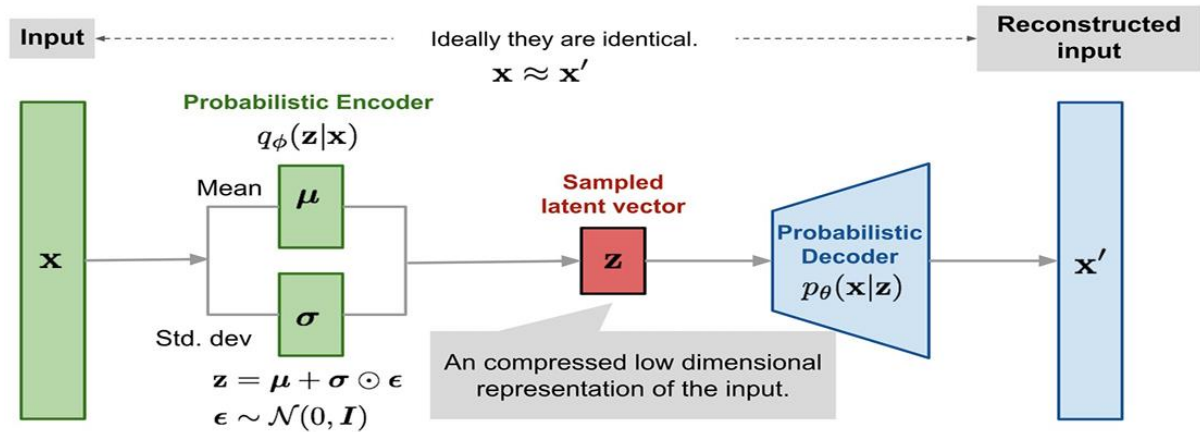 Input
Ideally they are identical.
x ≈ x′
Reconstructed
input
Probabilistic Encoder
qϕ(z|x)
Mean
μ
x
σ
Std. dev
z = μ + σ ⊙ ϵ
ϵ ∼ 𝒩(0, I)
Sampled
latent vector
z
An compressed low dimensional
representation of the input.
Probabilistic
Decoder
pθ(x|z)
x′